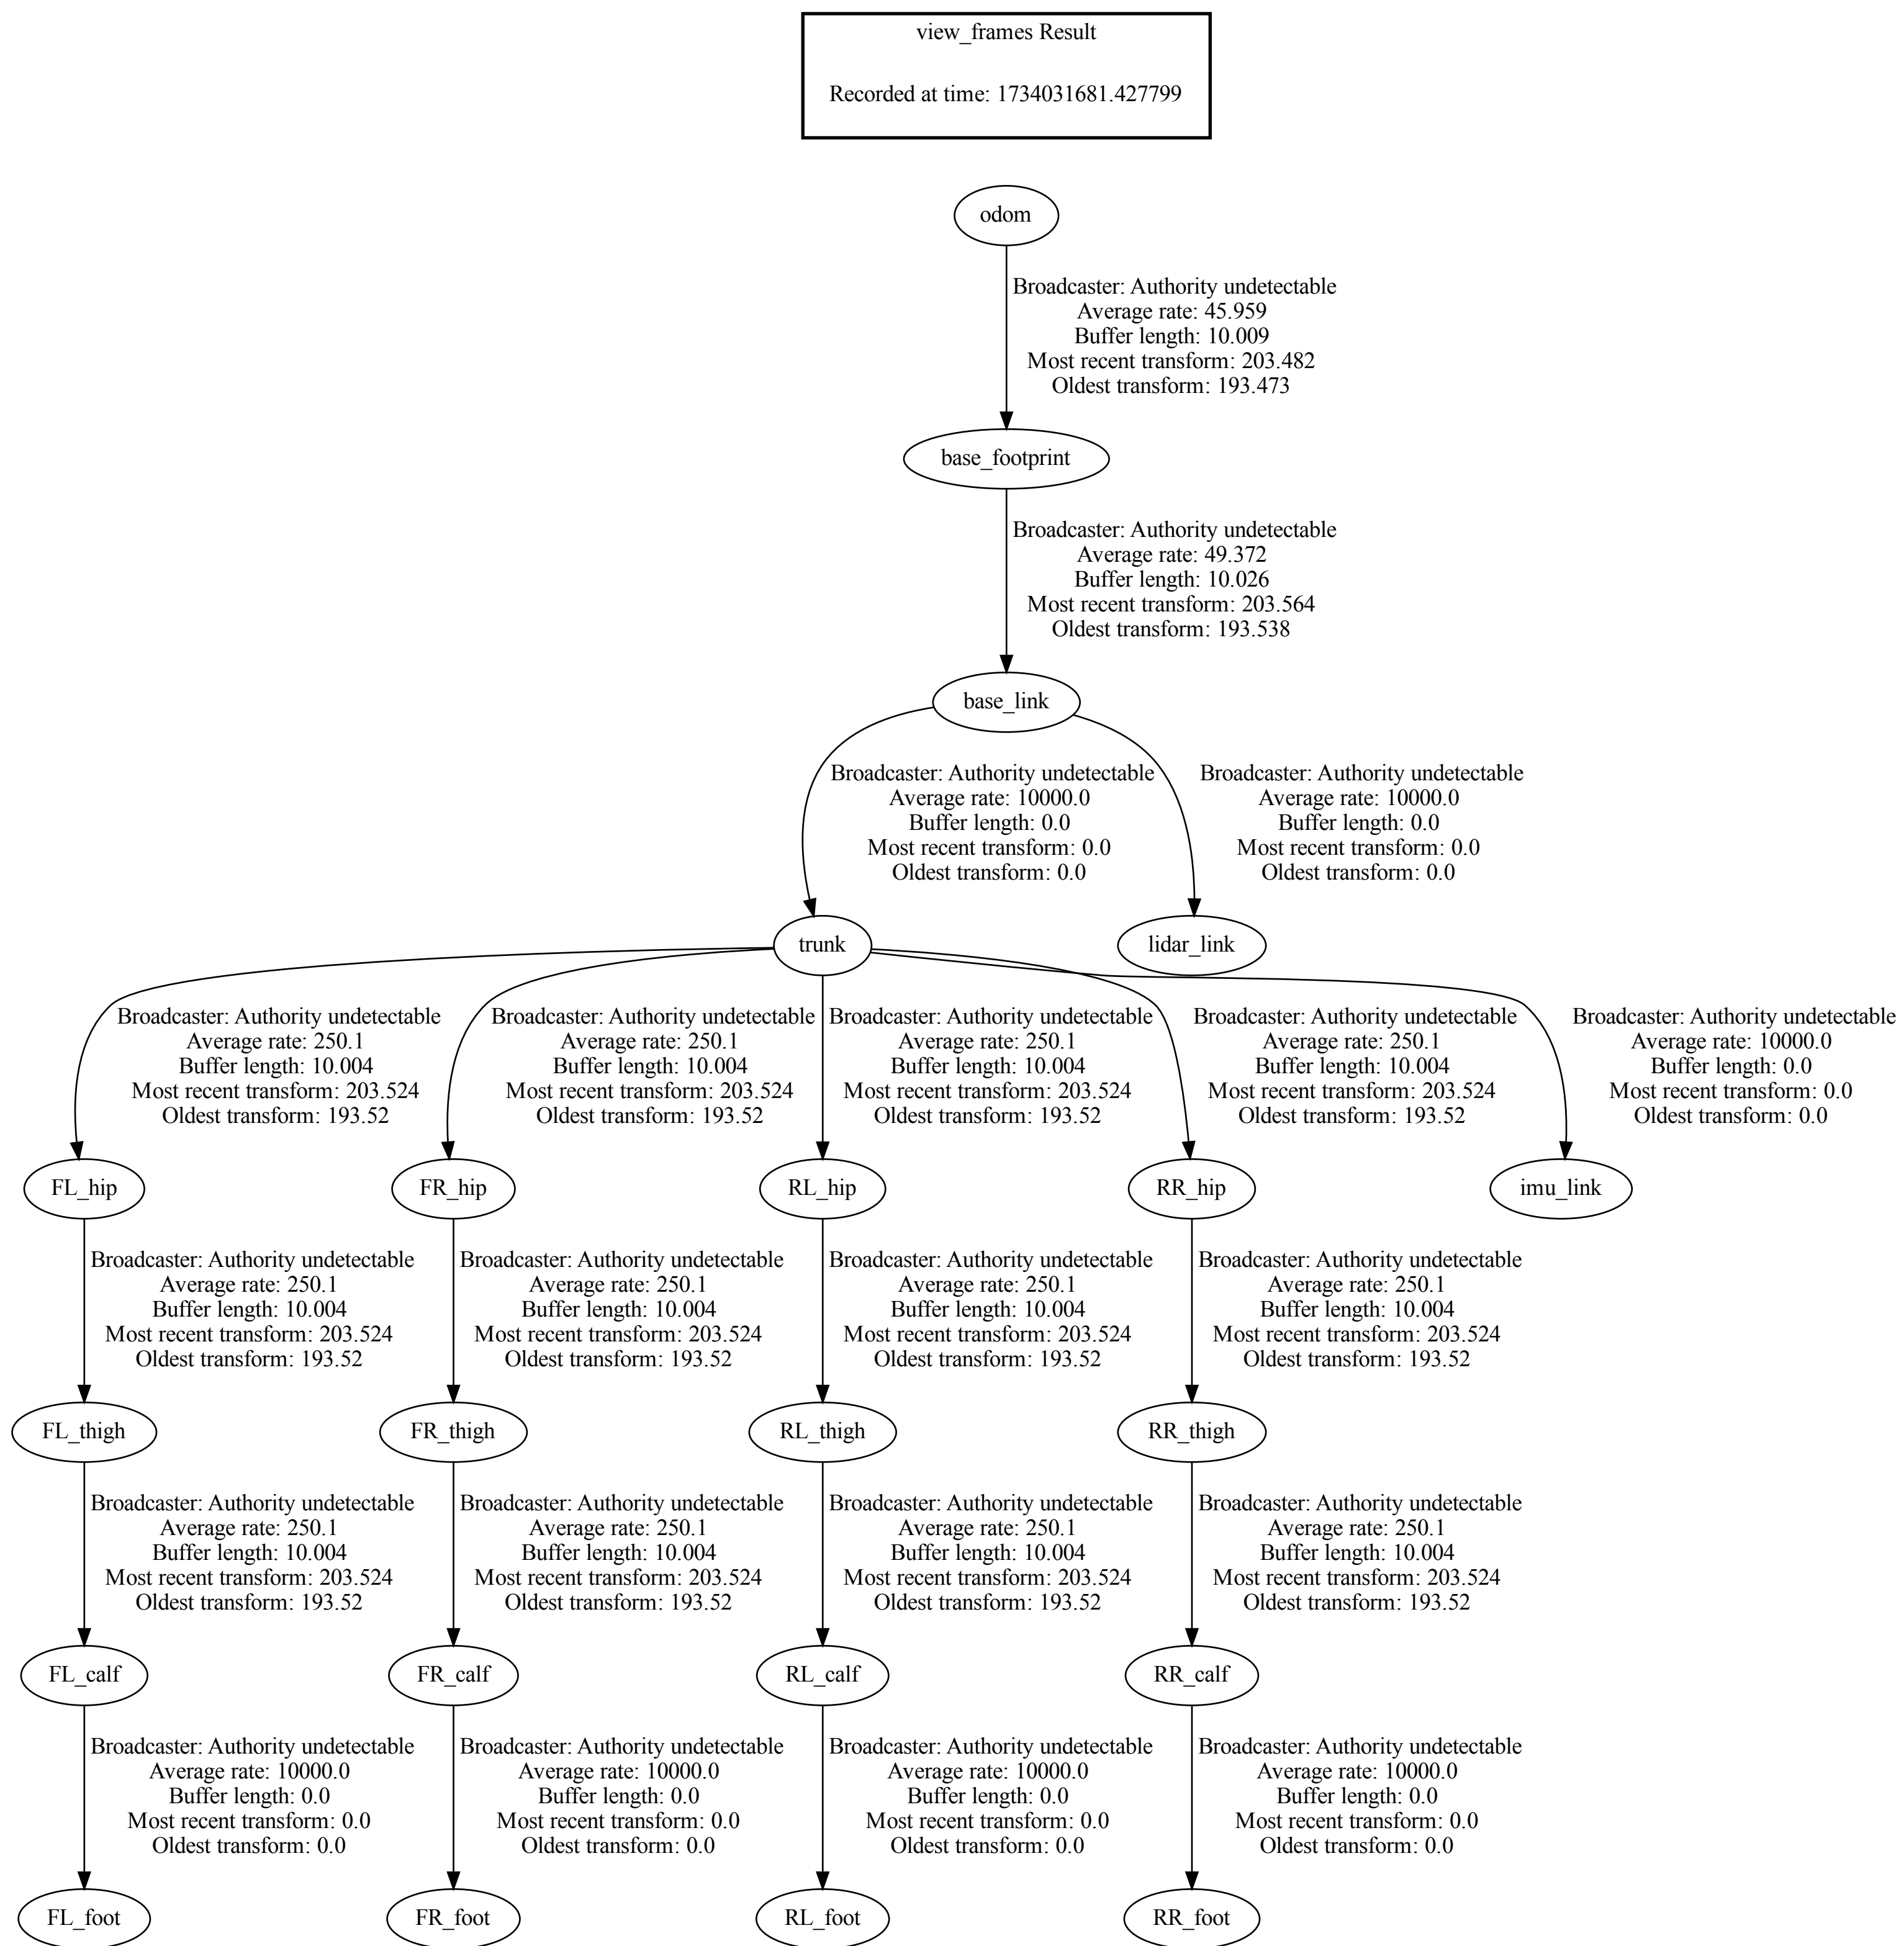 view_frames Result
Recorded at time: 1734031681.427799
odom
Broadcaster: Authority undetectable
Average rate: 45.959
Buffer length: 10.009
Most recent transform: 203.482
Oldest transform: 193.473
base_footprint
Broadcaster: Authority undetectable
Average rate: 49.372
Buffer length: 10.026
Most recent transform: 203.564
Oldest transform: 193.538
base_link
Broadcaster: Authority undetectable
Average rate: 10000.0
Buffer length: 0.0
Most recent transform: 0.0
Oldest transform: 0.0
Broadcaster: Authority undetectable
Average rate: 10000.0
Buffer length: 0.0
Most recent transform: 0.0
Oldest transform: 0.0
trunk
lidar_link
Broadcaster: Authority undetectable
Average rate: 250.1
Buffer length: 10.004
Most recent transform: 203.524
Oldest transform: 193.52
Broadcaster: Authority undetectable
Average rate: 250.1
Buffer length: 10.004
Most recent transform: 203.524
Oldest transform: 193.52
Broadcaster: Authority undetectable
Average rate: 250.1
Buffer length: 10.004
Most recent transform: 203.524
Oldest transform: 193.52
Broadcaster: Authority undetectable
Average rate: 250.1
Buffer length: 10.004
Most recent transform: 203.524
Oldest transform: 193.52
Broadcaster: Authority undetectable
Average rate: 10000.0
Buffer length: 0.0
Most recent transform: 0.0
Oldest transform: 0.0
FL_hip
FR_hip
RL_hip
RR_hip
imu_link
Broadcaster: Authority undetectable
Average rate: 250.1
Buffer length: 10.004
Most recent transform: 203.524
Oldest transform: 193.52
Broadcaster: Authority undetectable
Average rate: 250.1
Buffer length: 10.004
Most recent transform: 203.524
Oldest transform: 193.52
Broadcaster: Authority undetectable
Average rate: 250.1
Buffer length: 10.004
Most recent transform: 203.524
Oldest transform: 193.52
Broadcaster: Authority undetectable
Average rate: 250.1
Buffer length: 10.004
Most recent transform: 203.524
Oldest transform: 193.52
FL_thigh
FR_thigh
RL_thigh
RR_thigh
Broadcaster: Authority undetectable
Average rate: 250.1
Buffer length: 10.004
Most recent transform: 203.524
Oldest transform: 193.52
Broadcaster: Authority undetectable
Average rate: 250.1
Buffer length: 10.004
Most recent transform: 203.524
Oldest transform: 193.52
Broadcaster: Authority undetectable
Average rate: 250.1
Buffer length: 10.004
Most recent transform: 203.524
Oldest transform: 193.52
Broadcaster: Authority undetectable
Average rate: 250.1
Buffer length: 10.004
Most recent transform: 203.524
Oldest transform: 193.52
FL_calf
FR_calf
RL_calf
RR_calf
Broadcaster: Authority undetectable
Average rate: 10000.0
Buffer length: 0.0
Most recent transform: 0.0
Oldest transform: 0.0
Broadcaster: Authority undetectable
Average rate: 10000.0
Buffer length: 0.0
Most recent transform: 0.0
Oldest transform: 0.0
Broadcaster: Authority undetectable
Average rate: 10000.0
Buffer length: 0.0
Most recent transform: 0.0
Oldest transform: 0.0
Broadcaster: Authority undetectable
Average rate: 10000.0
Buffer length: 0.0
Most recent transform: 0.0
Oldest transform: 0.0
FL_foot
FR_foot
RL_foot
RR_foot